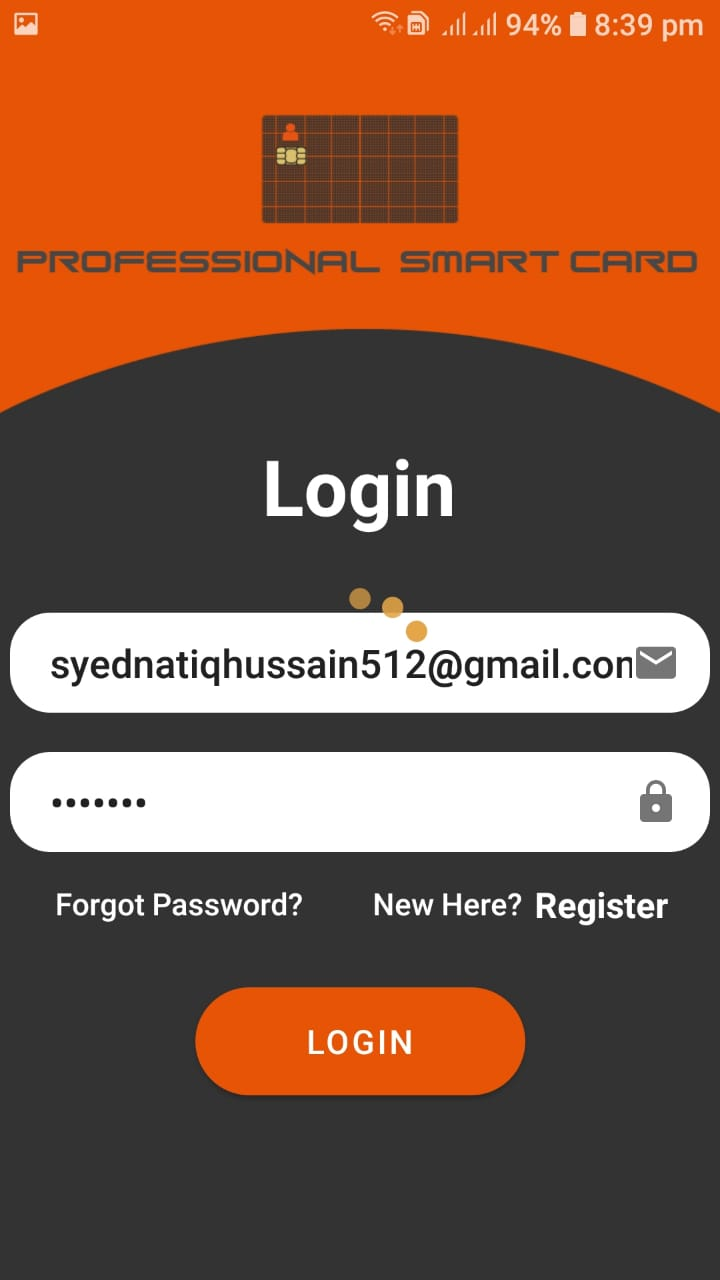 94% 8:39 pm
PROFESSIONAL SMART CARD
Login
syednatiqhussain512@gmail.con
•••••••
Forgot Password? New Here? Register
LOGIN